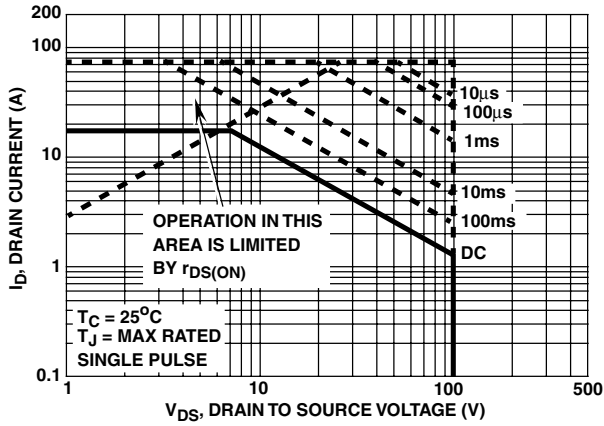 200
100
10
1
0.1
I_D, DRAIN CURRENT (A)
10μs
100μs
1ms
10ms
100ms
DC
OPERATION IN THIS
AREA IS LIMITED
BY r_DS(ON)
T_C = 25°C
T_J = MAX RATED
SINGLE PULSE
1
10
100
500
V_DS, DRAIN TO SOURCE VOLTAGE (V)